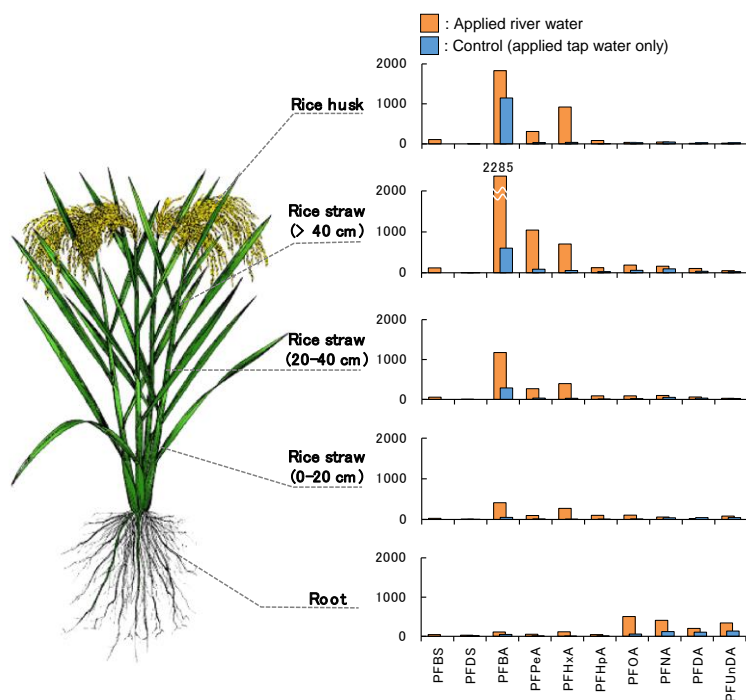 : Applied river water
: Control (applied tap water only)
Rice husk
2000
1000
0
Rice straw
(> 40 cm)
2285
2000
1000
0
Rice straw
(20-40 cm)
2000
1000
0
Rice straw
(0-20 cm)
2000
1000
0
Root
2000
1000
0
PFBS
PFDS
PFBA
PFPeA
PFHxA
PFHpA
PFOA
PFNA
PFDA
PFUnDA